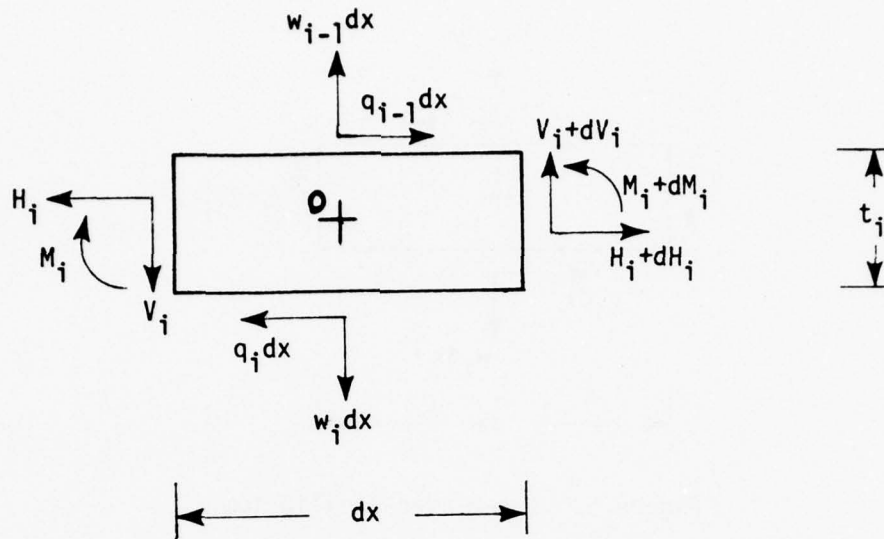 w_{i-1}dx
q_{i-1}dx
V_i+dV_i
H_i
O
M_i+dM_i
t_i
M_i
H_i+dH_i
V_i
q_i dx
w_i dx
dx